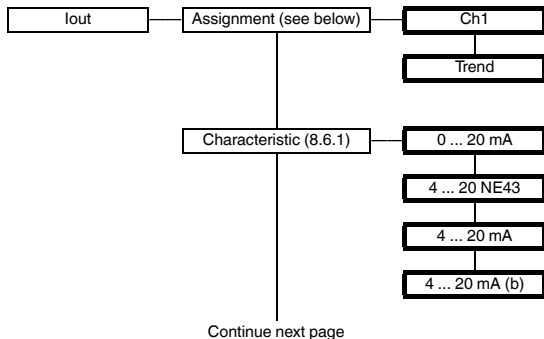 Iout
Assignment (see below)
Ch1
Trend
Characteristic (8.6.1)
0 ... 20 mA
4 ... 20 NE43
4 ... 20 mA
4 ... 20 mA (b)
Continue next page